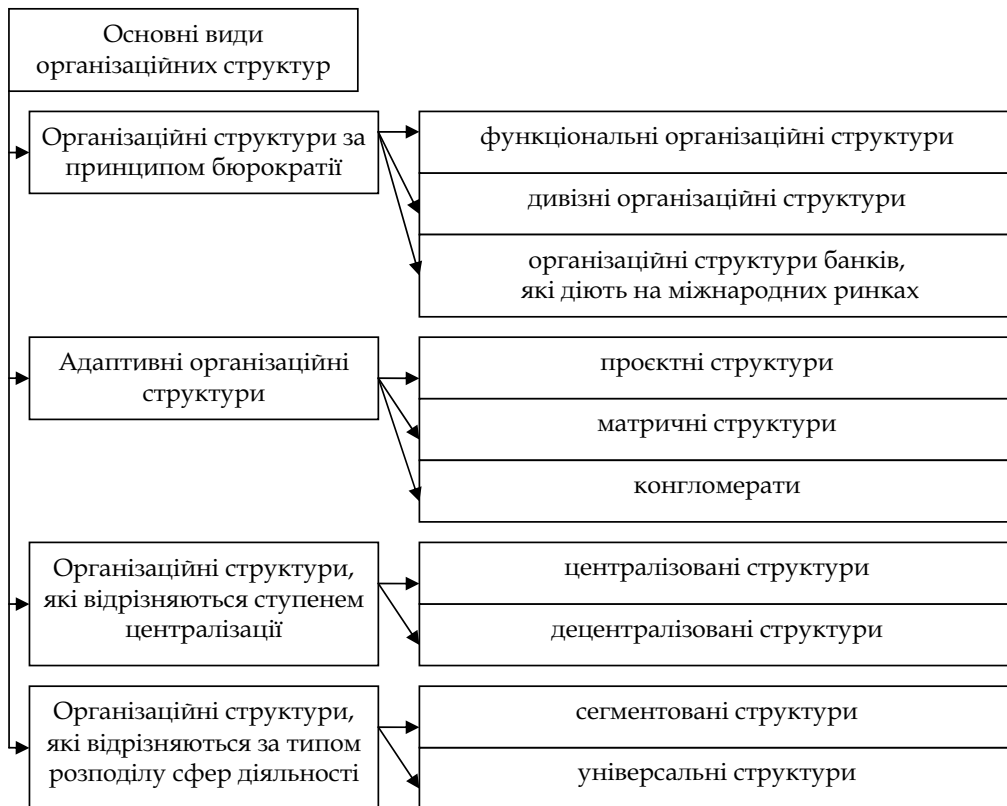 Основні види
організаційних структур
Організаційні структури за
принципом бюрократії
функціональні організаційні структури
дивізні організаційні структури
організаційні структури банків,
які діють на міжнародних ринках
Адаптивні організаційні
структури
проєктні структури
матричні структури
конгломерати
Організаційні структури,
які відрізняються ступенем
централізації
централізовані структури
децентралізовані структури
Організаційні структури,
які відрізняються за типом
розподілу сфер діяльності
сегментовані структури
універсальні структури